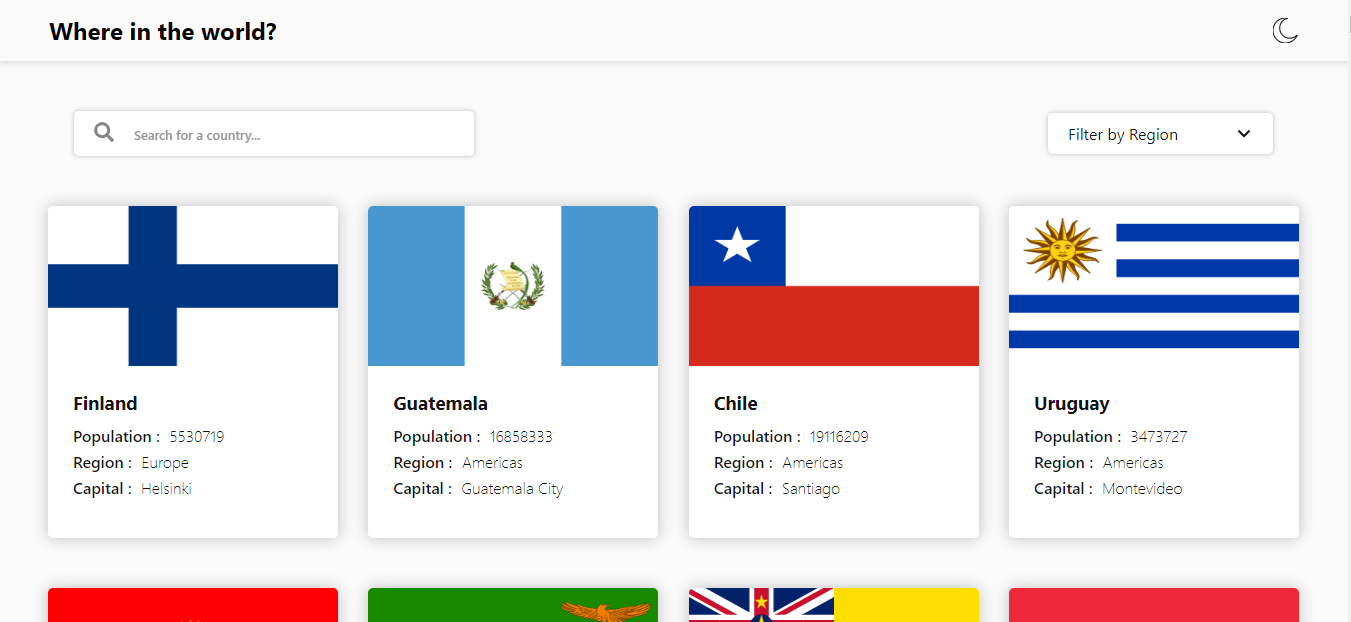 Where in the world?
Search for a country...
Filter by Region
Finland
Population : 5530719
Region : Europe
Capital : Helsinki
Guatemala
Population : 16858333
Region : Americas
Capital : Guatemala City
Chile
Population : 19116209
Region : Americas
Capital : Santiago
Uruguay
Population : 3473727
Region : Americas
Capital : Montevideo